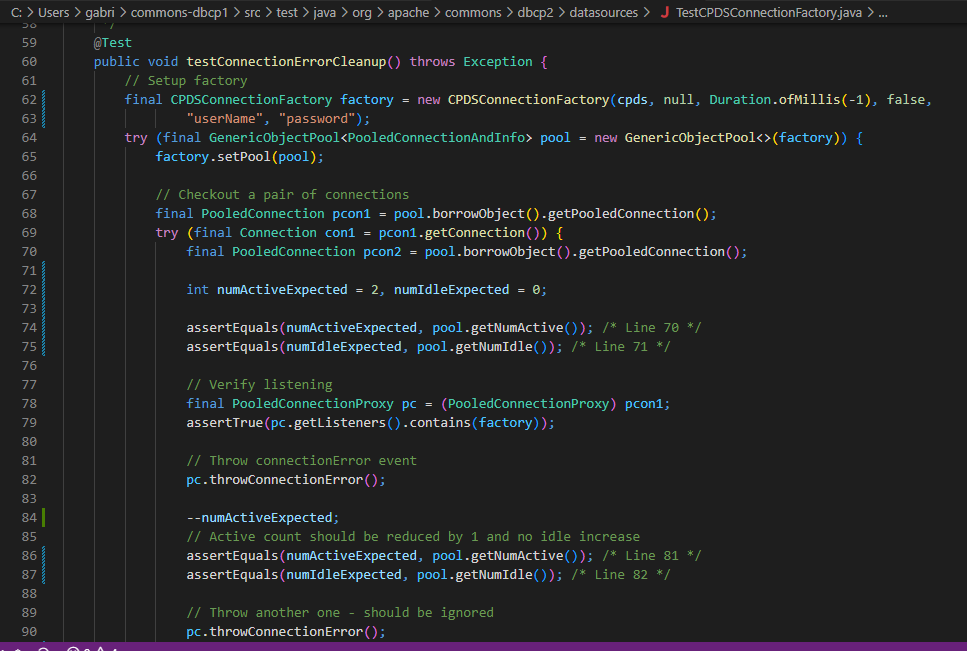 C: > Users > gabri > commons-dbcp1 > src > test > java > org > apache > commons > dbcp2 > datasources > J TestCPDSConnectionFactory.java > ...
58 */
59 @Test
60 public void testConnectionErrorCleanup() throws Exception {
61 // Setup factory
62 final CPDSConnectionFactory factory = new CPDSConnectionFactory(cpds, null, Duration.ofMillis(-1), false,
63 "userName", "password");
64 try (final GenericObjectPool<PooledConnectionAndInfo> pool = new GenericObjectPool<>(factory)) {
65 factory.setPool(pool);
66
67 // Checkout a pair of connections
68 final PooledConnection pcon1 = pool.borrowObject().getPooledConnection();
69 try (final Connection con1 = pcon1.getConnection()) {
70 final PooledConnection pcon2 = pool.borrowObject().getPooledConnection();
71
72 int numActiveExpected = 2, numIdleExpected = 0;
73
74 assertEquals(numActiveExpected, pool.getNumActive()); /* Line 70 */
75 assertEquals(numIdleExpected, pool.getNumIdle()); /* Line 71 */
76
77 // Verify listening
78 final PooledConnectionProxy pc = (PooledConnectionProxy) pcon1;
79 assertTrue(pc.getListeners().contains(factory));
80
81 // Throw connectionError event
82 pc.throwConnectionError();
83
84 --numActiveExpected;
85 // Active count should be reduced by 1 and no idle increase
86 assertEquals(numActiveExpected, pool.getNumActive()); /* Line 81 */
87 assertEquals(numIdleExpected, pool.getNumIdle()); /* Line 82 */
88
89 // Throw another one - should be ignored
90 pc.throwConnectionError();